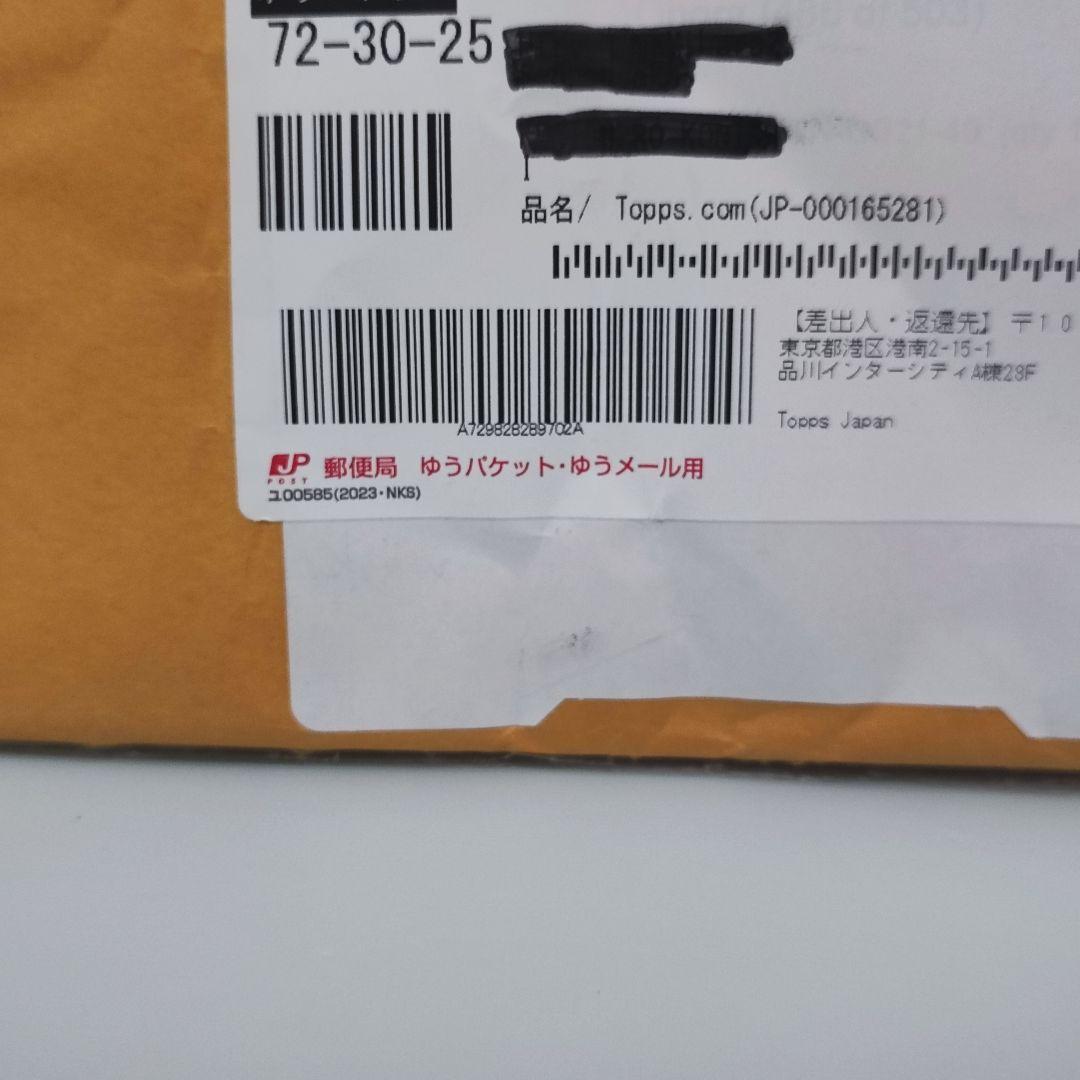 72-30-25
品名/ Topps.com(JP-000165281)
【差出人・返還先】 〒10
東京都港区港南2-15-1
品川インターシティA棟28F
Topps Japan
A729828289702A
JP POST 郵便局 ゆうパケット・ゆうメール用
ユ00585(2023・NKS)